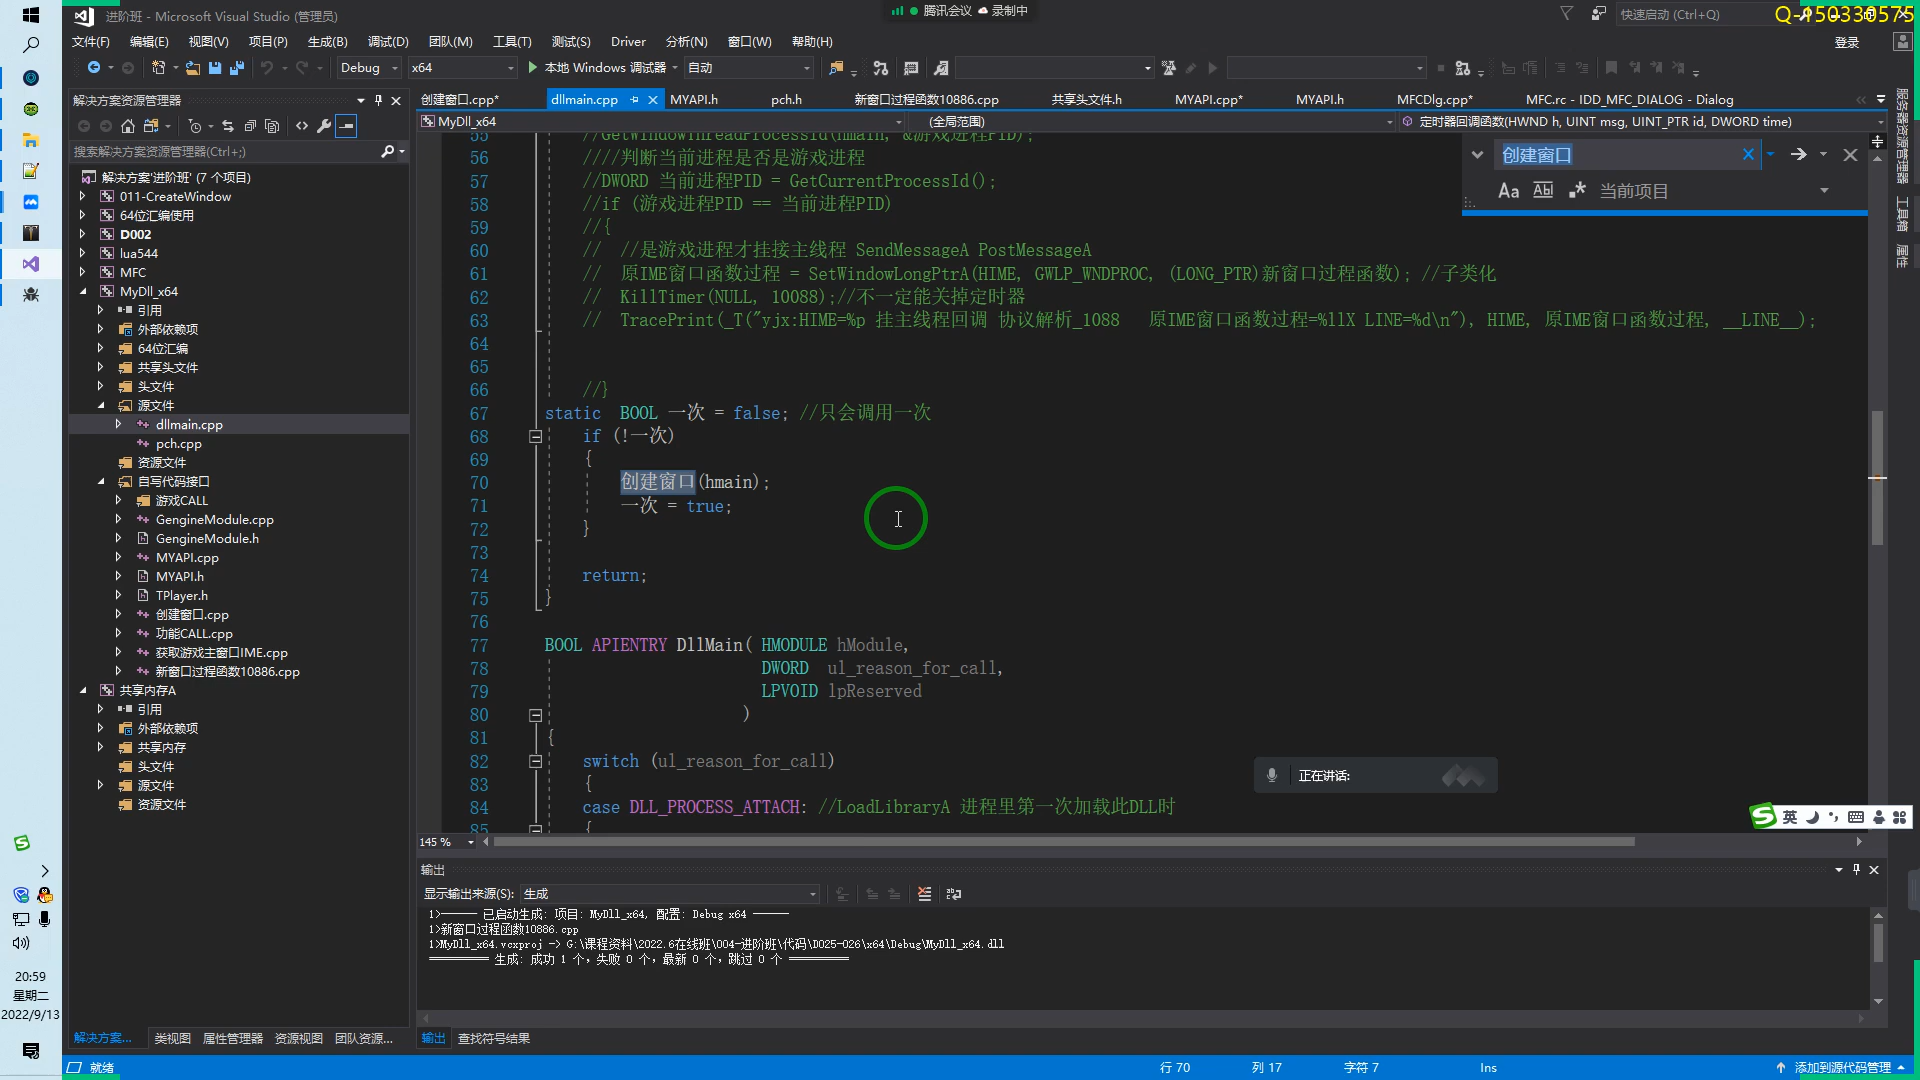 进阶班 - Microsoft Visual Studio (管理员)
腾讯会议 录制中
快速启动 (Ctrl+Q)
文件(F) 编辑(E) 视图(V) 项目(P) 生成(B) 调试(D) 团队(M) 工具(T) 测试(S) Driver 分析(N) 窗口(W) 帮助(H)
登录
Debug x64 本地 Windows 调试器 自动
解决方案资源管理器
创建窗口.cpp* dllmain.cpp MYAPI.h pch.h 新窗口过程函数10886.cpp 共享头文件.h MYAPI.cpp* MYAPI.h MFCDlg.cpp* MFC.rc - IDD_MFC_DIALOG - Dialog
MyDll_x64 (全局范围) 定时器回调函数(HWND h, UINT msg, UINT_PTR id, DWORD time)
搜索解决方案资源管理器(Ctrl+;)
创建窗口
Aa Abl 当前项目
服务器资源管理器
工具箱
属性
解决方案'进阶班' (7 个项目)
011-CreateWindow
64位汇编使用
D002
lua544
MFC
MyDll_x64
引用
外部依赖项
64位汇编
共享头文件
头文件
源文件
dllmain.cpp
pch.cpp
资源文件
自写代码接口
游戏CALL
GengineModule.cpp
GengineModule.h
MYAPI.cpp
MYAPI.h
TPlayer.h
创建窗口.cpp
功能CALL.cpp
获取游戏主窗口IME.cpp
新窗口过程函数10886.cpp
共享内存A
引用
外部依赖项
共享内存
头文件
源文件
资源文件
55 //GetWindowThreadProcessId(hmain, &游戏进程PID);
56 ////判断当前进程是否是游戏进程
57 //DWORD 当前进程PID = GetCurrentProcessId();
58 //if (游戏进程PID == 当前进程PID)
59 //{
60 // //是游戏进程才挂接主线程 SendMessageA PostMessageA
61 // 原IME窗口函数过程 = SetWindowLongPtrA(HIME, GWLP_WNDPROC, (LONG_PTR)新窗口过程函数); //子类化
62 // KillTimer(NULL, 10088);//不一定能关掉定时器
63 // TracePrint(_T("yjx:HIME=%p 挂主线程回调 协议解析_1088 原IME窗口函数过程=%llX LINE=%d\n"), HIME, 原IME窗口函数过程, __LINE__);
64
65
66 //}
67 static BOOL 一次 = false; //只会调用一次
68 if (!一次)
69 {
70 创建窗口(hmain);
71 一次 = true;
72 }
73
74 return;
75 }
76
77 BOOL APIENTRY DllMain( HMODULE hModule,
78 DWORD ul_reason_for_call,
79 LPVOID lpReserved
80 )
81 {
82 switch (ul_reason_for_call)
83 {
84 case DLL_PROCESS_ATTACH: //LoadLibraryA 进程里第一次加载此DLL时
85 {
正在讲话:
英
145 %
输出
显示输出来源(S): 生成
1>------ 已启动生成: 项目: MyDll_x64, 配置: Debug x64 ------
1>新窗口过程函数10886.cpp
1>MyDll_x64.vcxproj -> G:\课程资料\2022.6在线班\004-进阶班\代码\D025-026\x64\Debug\MyDll_x64.dll
========== 生成: 成功 1 个，失败 0 个，最新 0 个，跳过 0 个 ==========
20:59
星期二
2022/9/13
解决方案... 类视图 属性管理器 资源视图 团队资源... 输出 查找符号结果
就绪 行 70 列 17 字符 7 Ins 添加到源代码管理